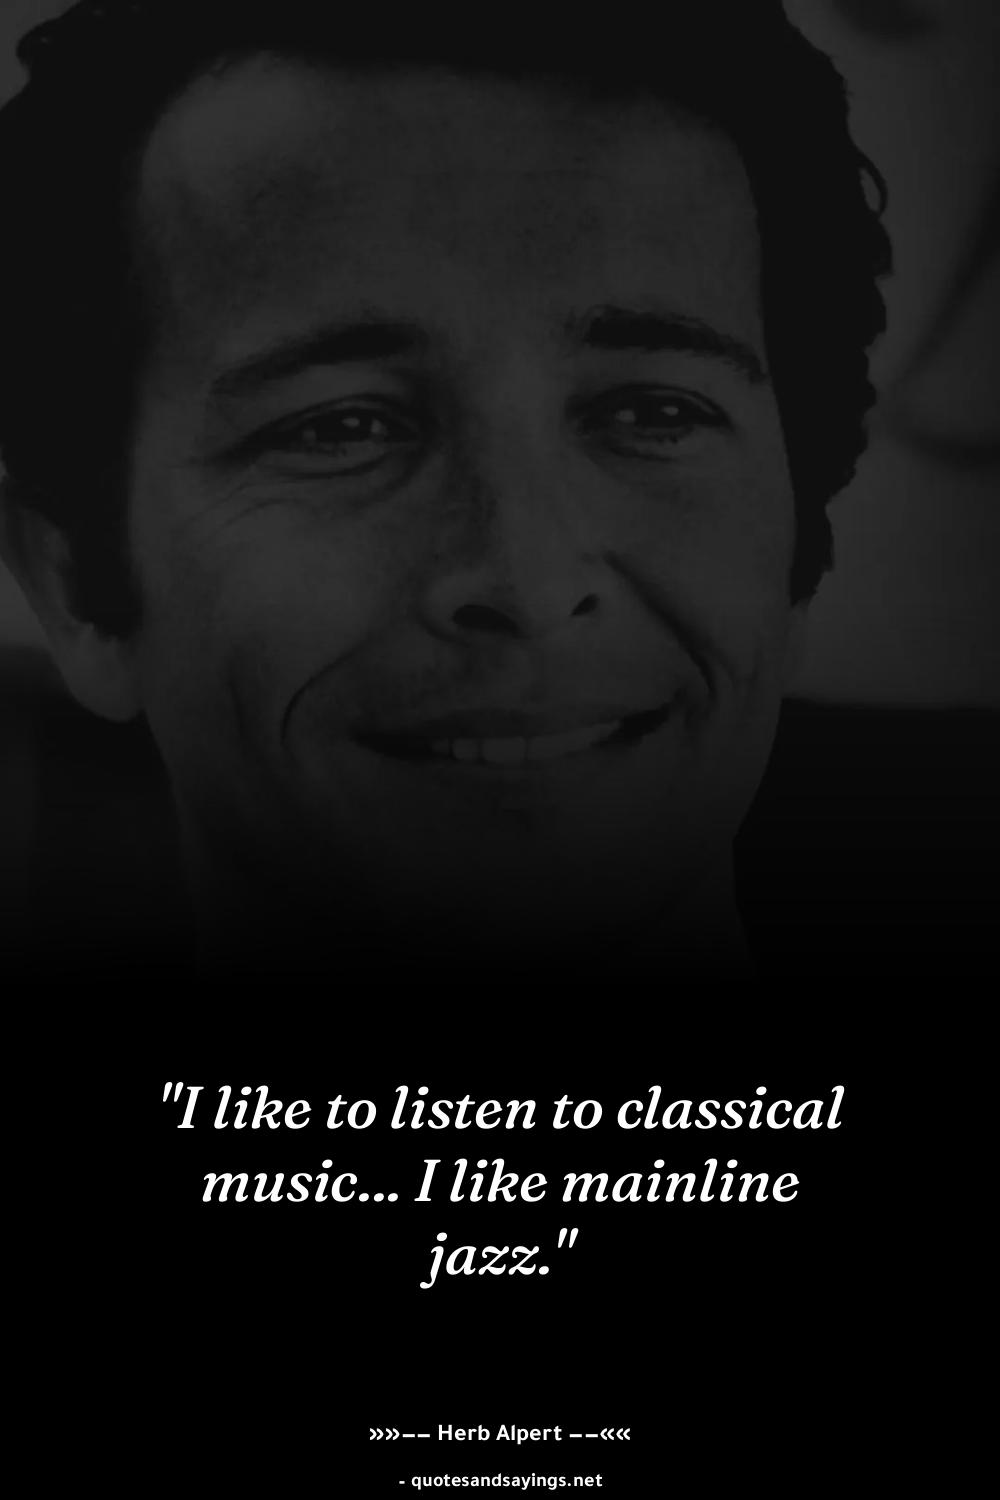 "I like to listen to classical
music... I like mainline
jazz."
»»−− Herb Alpert −−««
- quotesandsayings.net